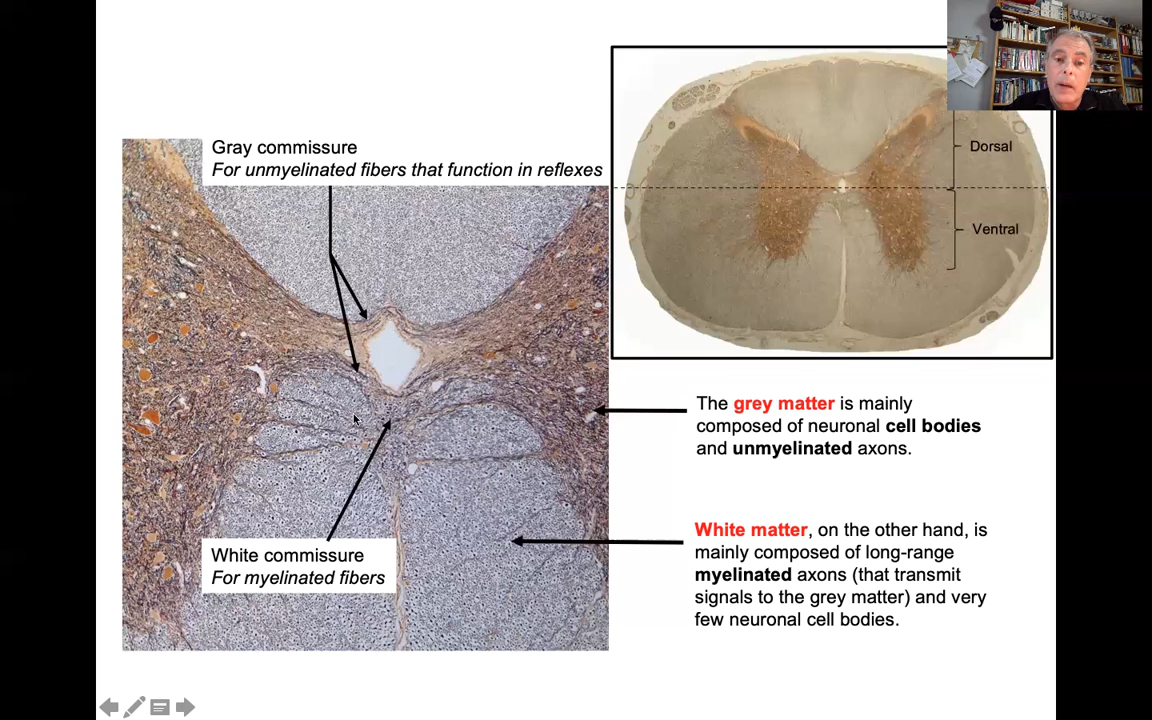 Gray commissure
For unmyelinated fibers that function in reflexes
Dorsal
Ventral
The grey matter is mainly
composed of neuronal cell bodies
and unmyelinated axons.
White matter, on the other hand, is
mainly composed of long-range
myelinated axons (that transmit
signals to the grey matter) and very
few neuronal cell bodies.
White commissure
For myelinated fibers